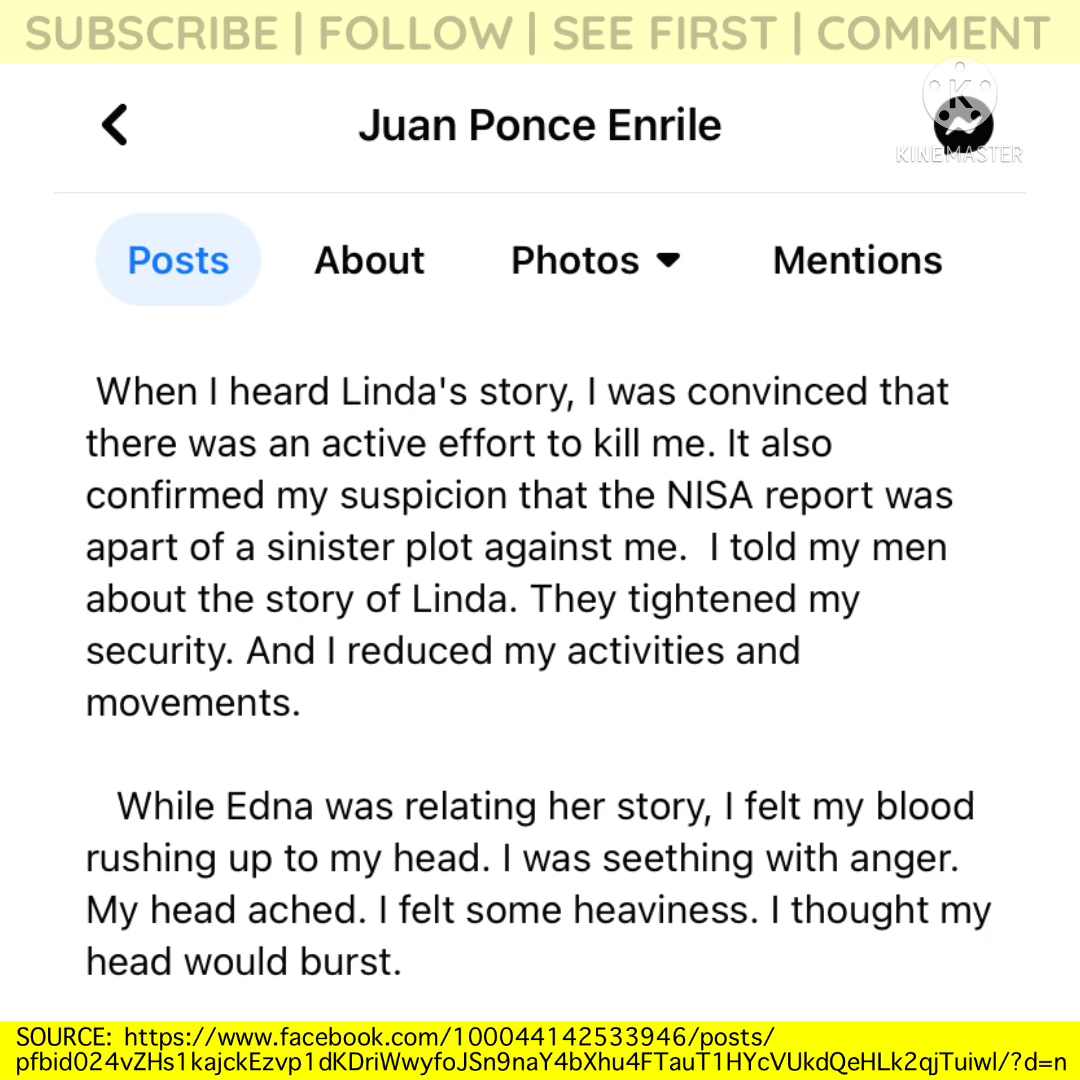 SUBSCRIBE | FOLLOW | SEE FIRST | COMMENT
Juan Ponce Enrile
K
KINEMASTER
Posts About Photos Mentions
When I heard Linda's story, I was convinced that
there was an active effort to kill me. It also
confirmed my suspicion that the NISA report was
apart of a sinister plot against me.  I told my men
about the story of Linda. They tightened my
security. And I reduced my activities and
movements.
While Edna was relating her story, I felt my blood
rushing up to my head. I was seething with anger.
My head ached. I felt some heaviness. I thought my
head would burst.
SOURCE: https://www.facebook.com/100044142533946/posts/
pfbid024vZHs1kajckEzvp1dKDriWwyfoJSn9naY4bXhu4FTauT1HYcVUkdQeHLk2qjTuiwl/?d=n